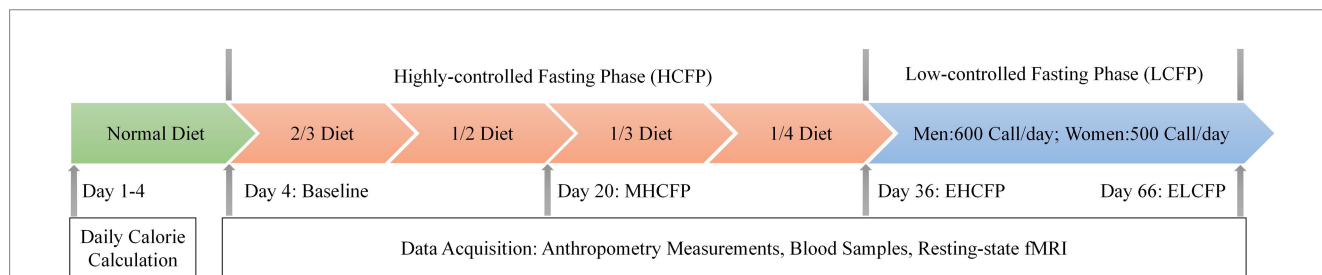 Highly-controlled Fasting Phase (HCFP)
Low-controlled Fasting Phase (LCFP)
Normal Diet
2/3 Diet
1/2 Diet
1/3 Diet
1/4 Diet
Men:600 Call/day; Women:500 Call/day
Day 1-4
Day 4: Baseline
Day 20: MHCFP
Day 36: EHCFP
Day 66: ELCFP
Daily Calorie
Calculation
Data Acquisition: Anthropometry Measurements, Blood Samples, Resting-state fMRI